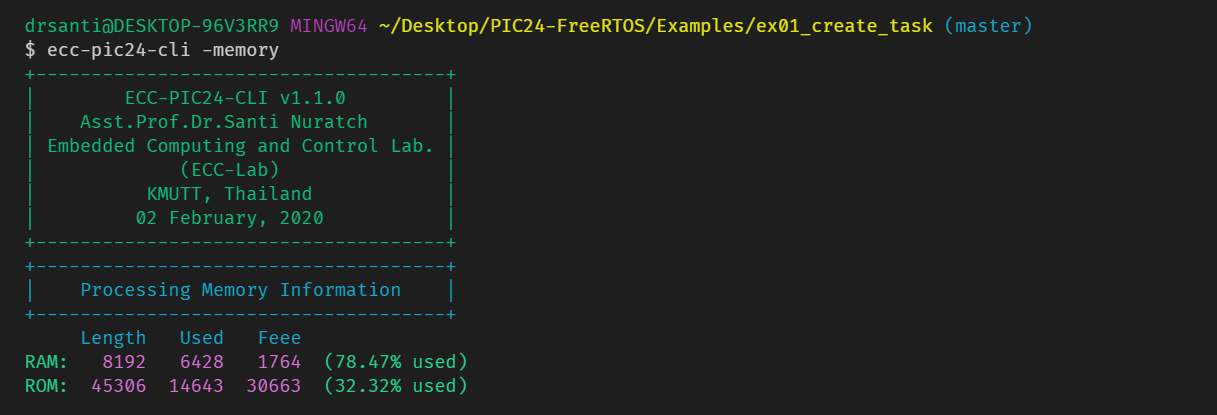 drsanti@DESKTOP-96V3RR9 MINGW64 ~/Desktop/PIC24-FreeRTOS/Examples/ex01_create_task (master)
$ ecc-pic24-cli -memory
+-------------------------------------+
|        ECC-PIC24-CLI v1.1.0         |
|    Asst.Prof.Dr.Santi Nuratch       |
| Embedded Computing and Control Lab. |
|             (ECC-Lab)               |
|          KMUTT, Thailand            |
|         02 February, 2020           |
+-------------------------------------+
+-------------------------------------+
|    Processing Memory Information    |
+-------------------------------------+
     Length   Used   Feee
RAM:   8192   6428   1764  (78.47% used)
ROM:  45306  14643  30663  (32.32% used)